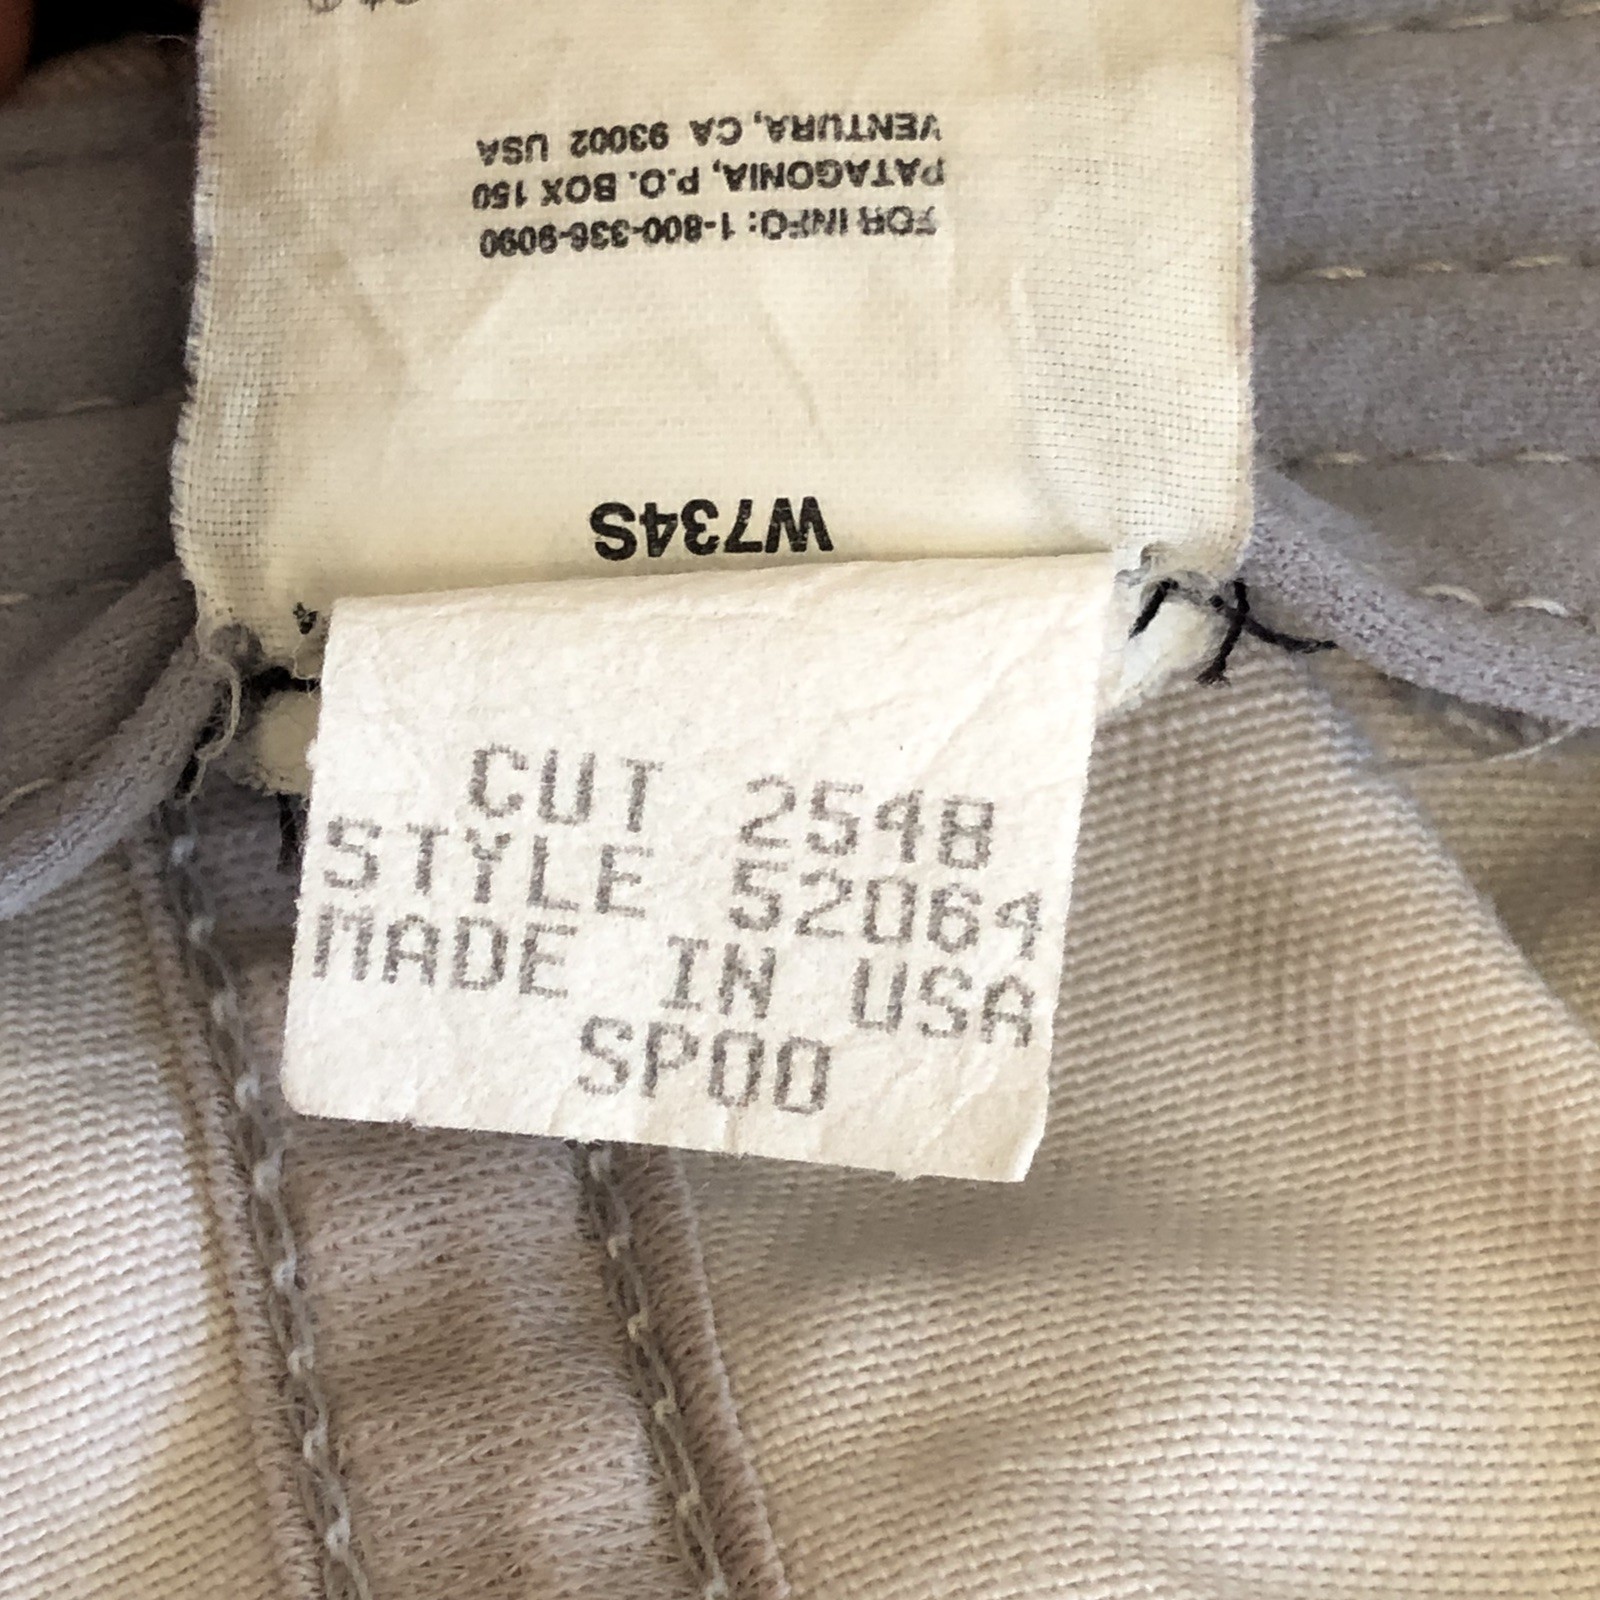 VENTURA, CA 93002 USA
PATAGONIA, P.O. BOX 150
FOR INFO: 1-800-336-9090
W734S
CUT 2548
STYLE 52064
MADE IN USA
SP00